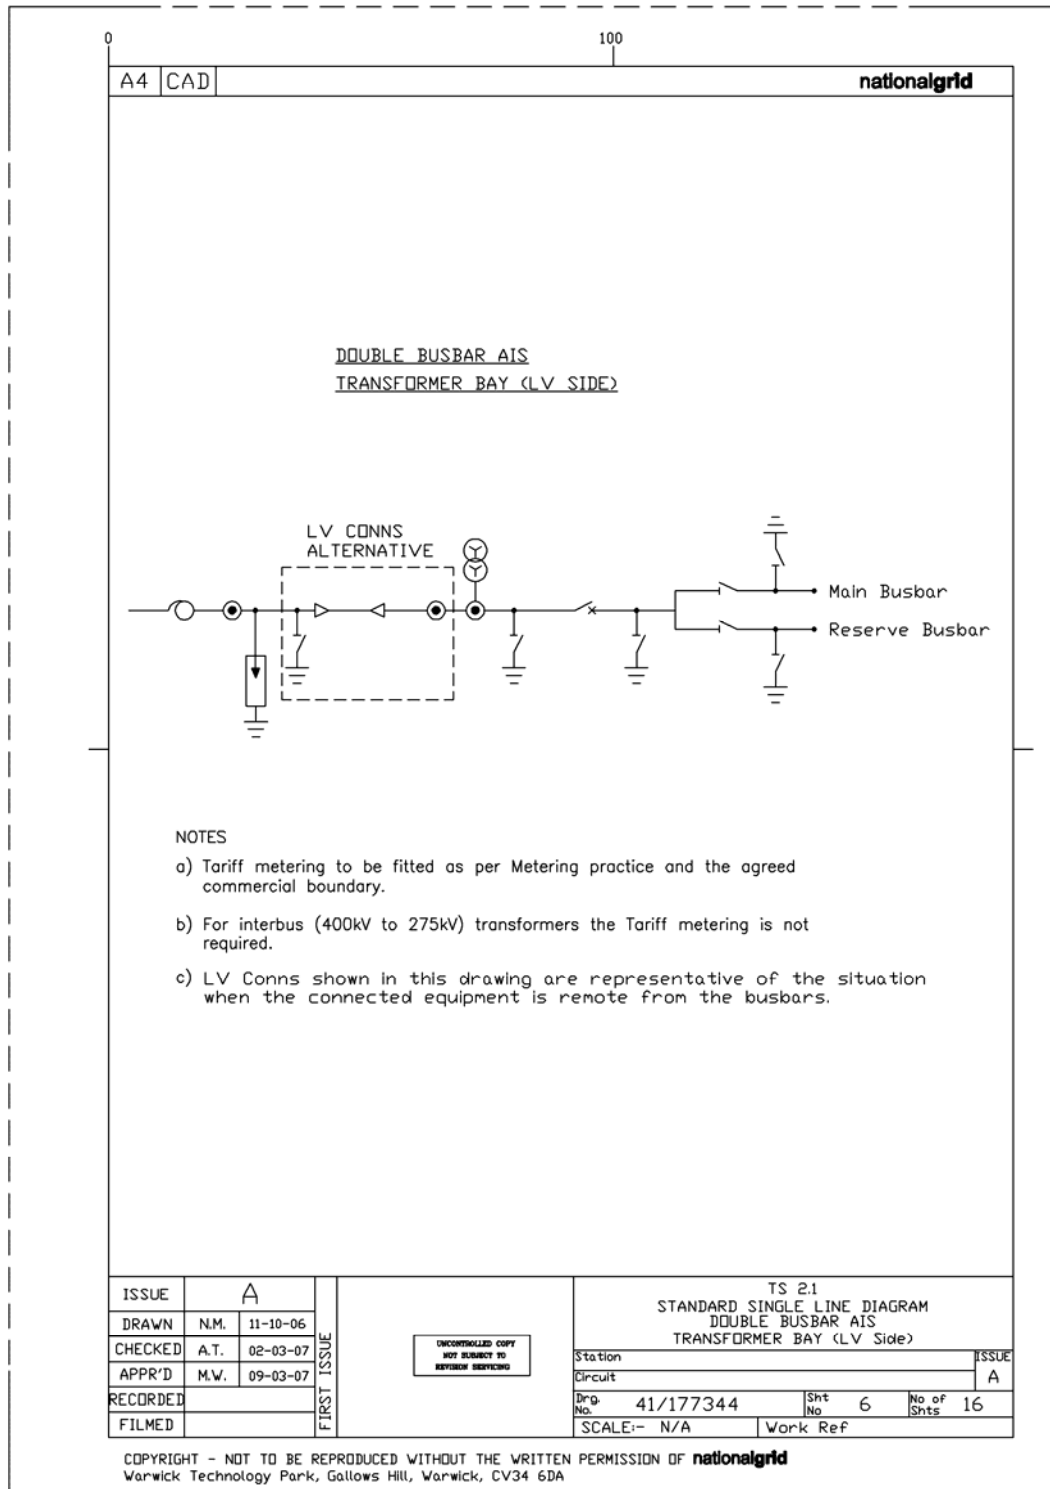 0
100
A4 CAD
nationalgrid
DOUBLE BUSBAR AIS
TRANSFORMER BAY (LV SIDE)
LV CONNS
ALTERNATIVE
Y
Y
Main Busbar
Reserve Busbar
NOTES
a) Tariff metering to be fitted as per Metering practice and the agreed
commercial boundary.
b) For interbus (400kV to 275kV) transformers the Tariff metering is not
required.
c) LV Conns shown in this drawing are representative of the situation
when the connected equipment is remote from the busbars.
ISSUE A
DRAWN N.M. 11-10-06
CHECKED A.T. 02-03-07
APPR'D M.W. 09-03-07
RECORDED
FILMED
FIRST ISSUE
UNCONTROLLED COPY
NOT SUBJECT TO
REVISION SERVICING
TS 2.1
STANDARD SINGLE LINE DIAGRAM
DOUBLE BUSBAR AIS
TRANSFORMER BAY (LV Side)
Station
ISSUE
Circuit
A
Drg. No. 41/177344 Sht No 6 No of Shts 16
SCALE:- N/A Work Ref
COPYRIGHT - NOT TO BE REPRODUCED WITHOUT THE WRITTEN PERMISSION OF nationalgrid
Warwick Technology Park, Gallows Hill, Warwick, CV34 6DA